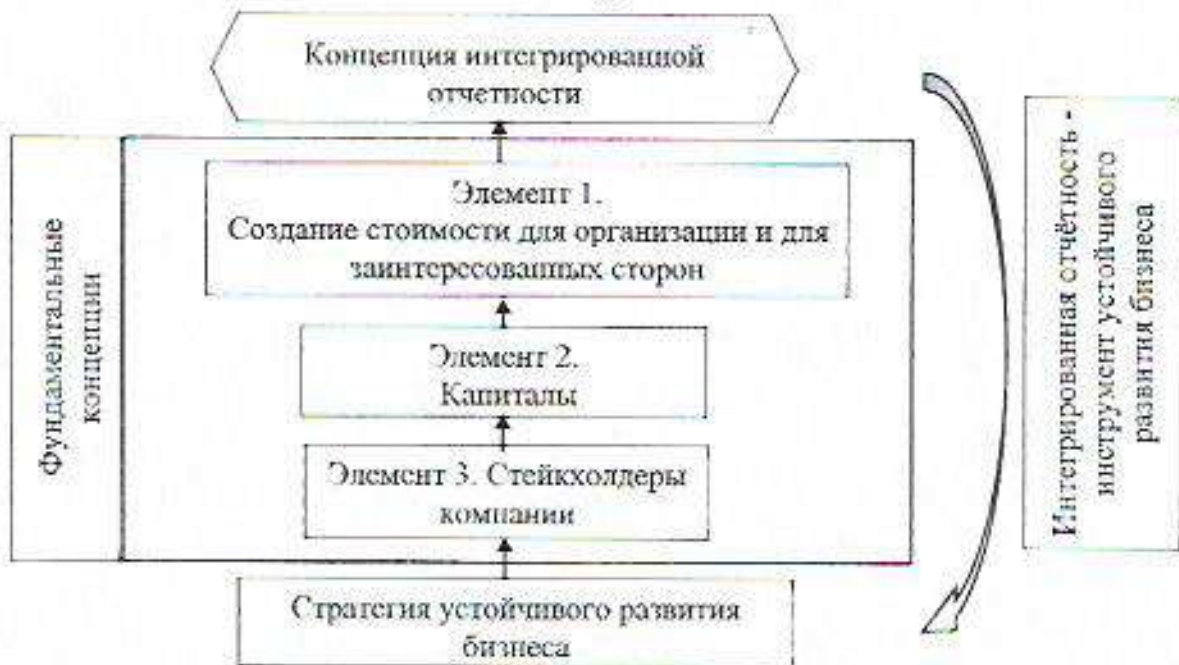 Концепция интегрированной
отчетности
Фундаментальные
концепции
Элемент 1.
Создание стоимости для организации и для
заинтересованных сторон
Элемент 2.
Капиталы
Элемент 3. Стейкхолдеры
компании
Стратегия устойчивого развития
бизнеса
Интегрированная отчётность -
инструмент устойчивого
развития бизнеса